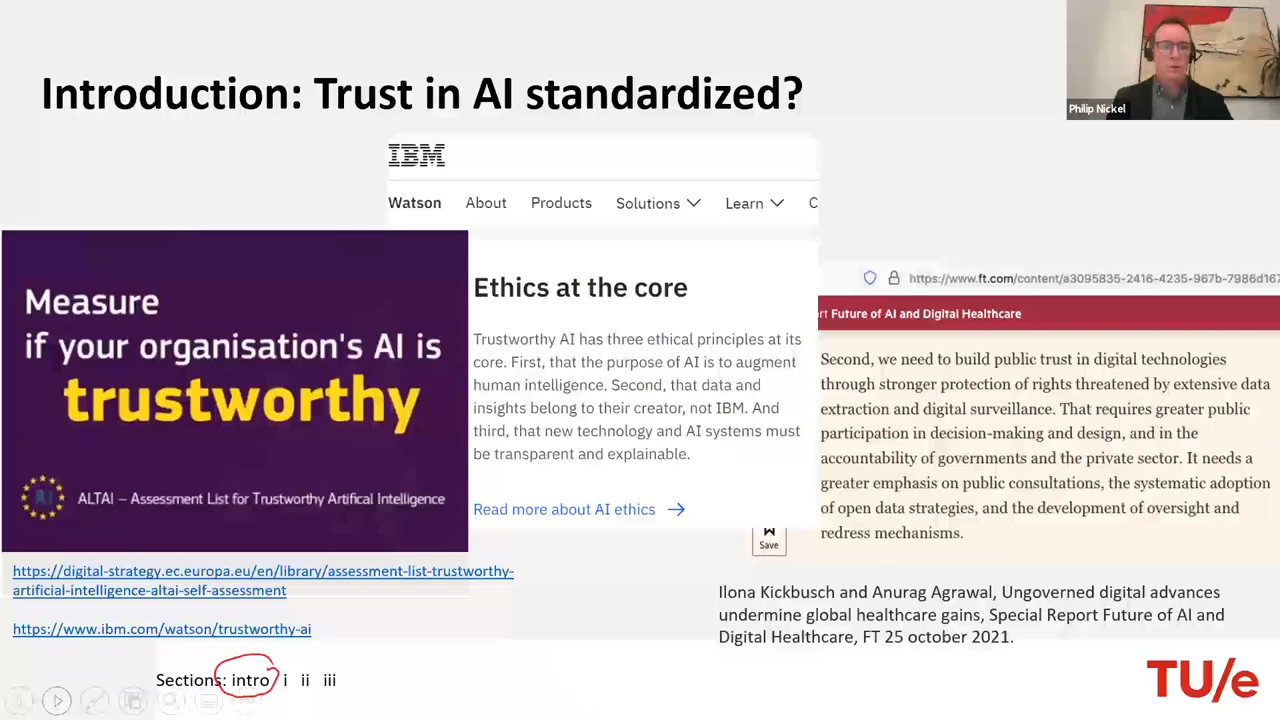 Introduction: Trust in AI standardized?
Philip Nickel
IBM
Watson About Products Solutions Learn C
Measure
if your organisation's AI is
trustworthy
ALTAI – Assessment List for Trustworthy Artifical Intelligence
Ethics at the core
Trustworthy AI has three ethical principles at its
core. First, that the purpose of AI is to augment
human intelligence. Second, that data and
insights belong to their creator, not IBM. And
third, that new technology and AI systems must
be transparent and explainable.
Read more about AI ethics
https://www.ft.com/content/a3095835-2416-4235-967b-7986d167
rt Future of AI and Digital Healthcare
Second, we need to build public trust in digital technologies
through stronger protection of rights threatened by extensive data
extraction and digital surveillance. That requires greater public
participation in decision-making and design, and in the
accountability of governments and the private sector. It needs a
greater emphasis on public consultations, the systematic adoption
of open data strategies, and the development of oversight and
redress mechanisms.
Save
https://digital-strategy.ec.europa.eu/en/library/assessment-list-trustworthy-
artificial-intelligence-altai-self-assessment
https://www.ibm.com/watson/trustworthy-ai
Ilona Kickbusch and Anurag Agrawal, Ungoverned digital advances
undermine global healthcare gains, Special Report Future of AI and
Digital Healthcare, FT 25 october 2021.
Sections: intro i ii iii
TU/e